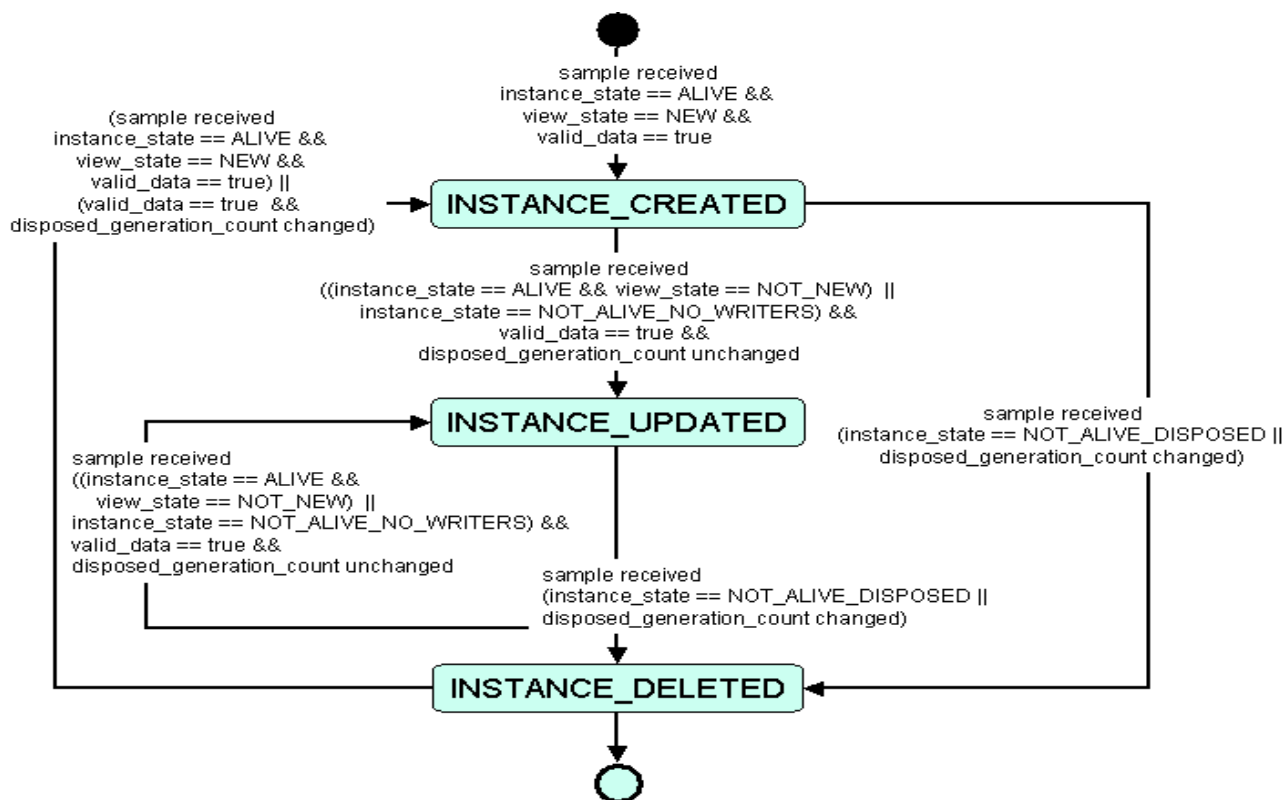 sample received
instance_state == ALIVE &&
view_state == NEW &&
valid_data == true
(sample received
instance_state == ALIVE &&
view_state == NEW &&
valid_data == true) ||
(valid_data == true &&
disposed_generation_count changed)
INSTANCE_CREATED
sample received
((instance_state == ALIVE && view_state == NOT_NEW) ||
instance_state == NOT_ALIVE_NO_WRITERS) &&
valid_data == true &&
disposed_generation_count unchanged
INSTANCE_UPDATED
sample received
(instance_state == NOT_ALIVE_DISPOSED ||
disposed_generation_count changed)
sample received
((instance_state == ALIVE &&
view_state == NOT_NEW) ||
instance_state == NOT_ALIVE_NO_WRITERS) &&
valid_data == true &&
disposed_generation_count unchanged
sample received
(instance_state == NOT_ALIVE_DISPOSED ||
disposed_generation_count changed)
INSTANCE_DELETED